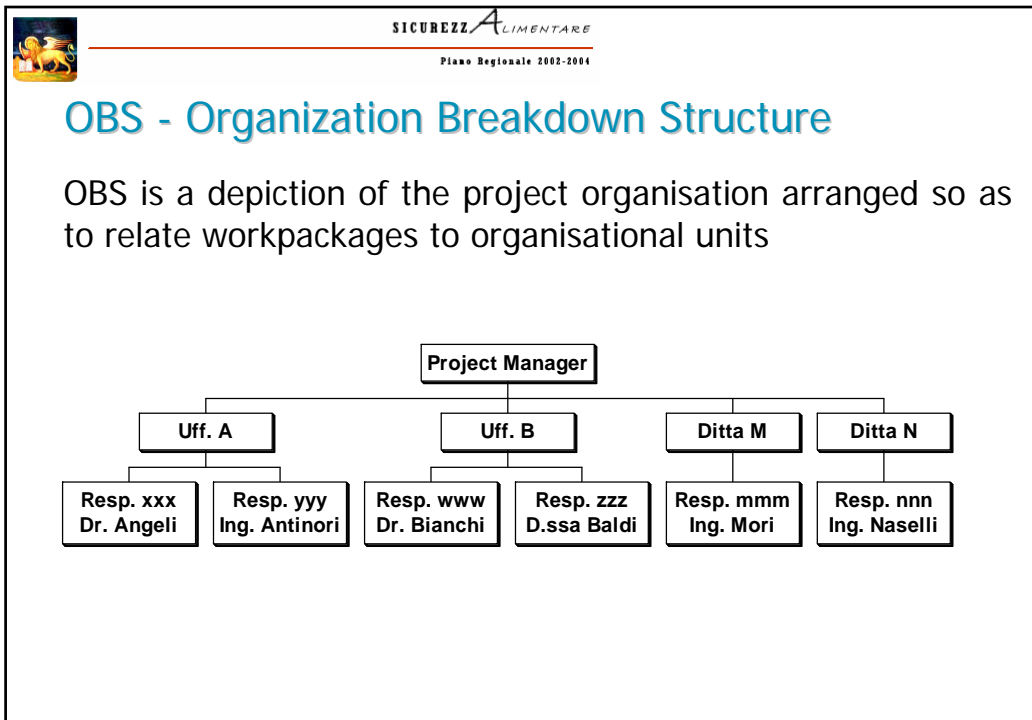 SICUREZZALIMENTARE
Piano Regionale 2002-2004
OBS - Organization Breakdown Structure
OBS is a depiction of the project organisation arranged so as
to relate workpackages to organisational units
Project Manager
Uff. A
Uff. B
Ditta M
Ditta N
Resp. xxx
Dr. Angeli
Resp. yyy
Ing. Antinori
Resp. www
Dr. Bianchi
Resp. zzz
D.ssa Baldi
Resp. mmm
Ing. Mori
Resp. nnn
Ing. Naselli